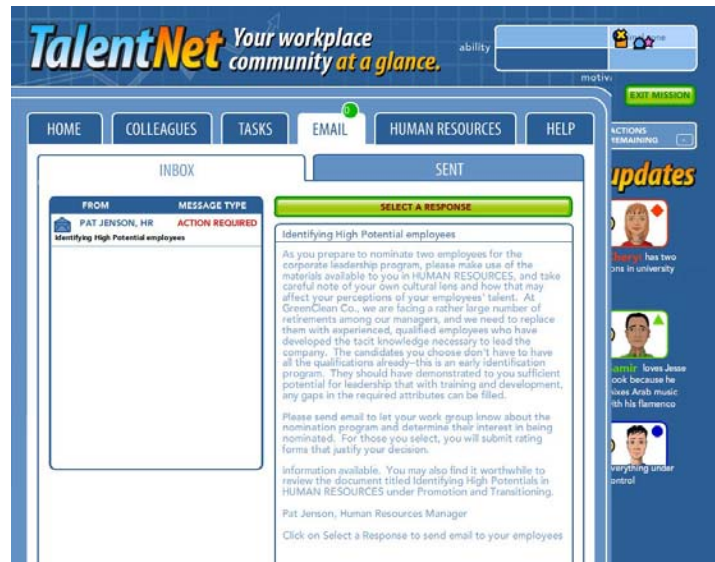 TalentNet Your workplace
community at a glance.
ability
motiv
EXIT MISSION
HOME
COLLEAGUES
TASKS
EMAIL
HUMAN RESOURCES
HELP
ACTIONS
REMAINING
INBOX
SENT
updates
FROM MESSAGE TYPE
PAT JENSON, HR ACTION REQUIRED
Identifying High Potential employees
SELECT A RESPONSE
Identifying High Potential employees
As you prepare to nominate two employees for the
corporate leadership program, please make use of the
materials available to you in HUMAN RESOURCES, and take
careful note of your own cultural lens and how that may
affect your perceptions of your employees' talent. At
GreenClean Co., we are facing a rather large number of
retirements among our managers, and we need to replace
them with experienced, qualified employees who have
developed the tacit knowledge necessary to lead the
company. The candidates you choose don't have to have
all the qualifications already--this is an early identification
program. They should have demonstrated to you sufficient
potential for leadership that with training and development,
any gaps in the required attributes can be filled.
Please send email to let your work group know about the
nomination program and determine their interest in being
nominated. For those you select, you will submit rating
forms that justify your decision.
information available. You may also find it worthwhile to
review the document titled Identifying High Potentials in
HUMAN RESOURCES under Promotion and Transitioning.
Pat Jenson, Human Resources Manager
Click on Select a Response to send email to your employees
Cheryl has two
ons in university
amir loves Jesse
ook because he
ixes Arab music
ith his flamenco
verything under
ontrol